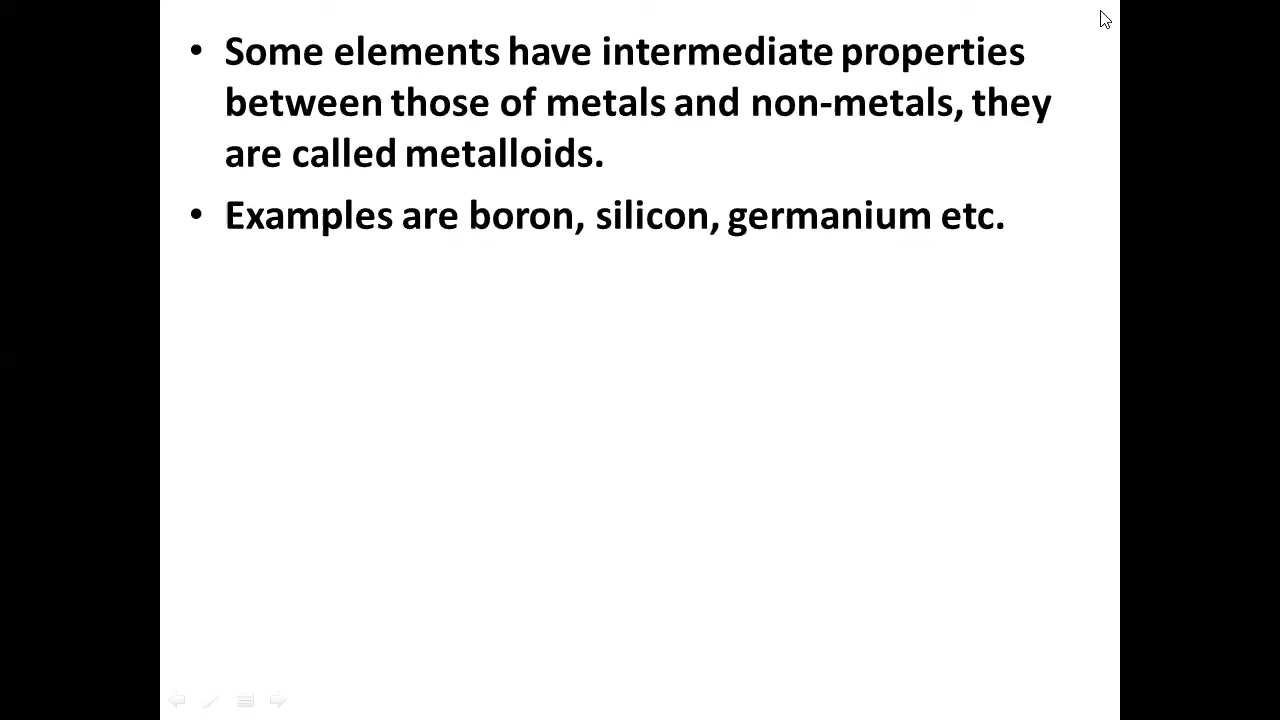 • Some elements have intermediate properties
between those of metals and non-metals, they
are called metalloids.
• Examples are boron, silicon, germanium etc.